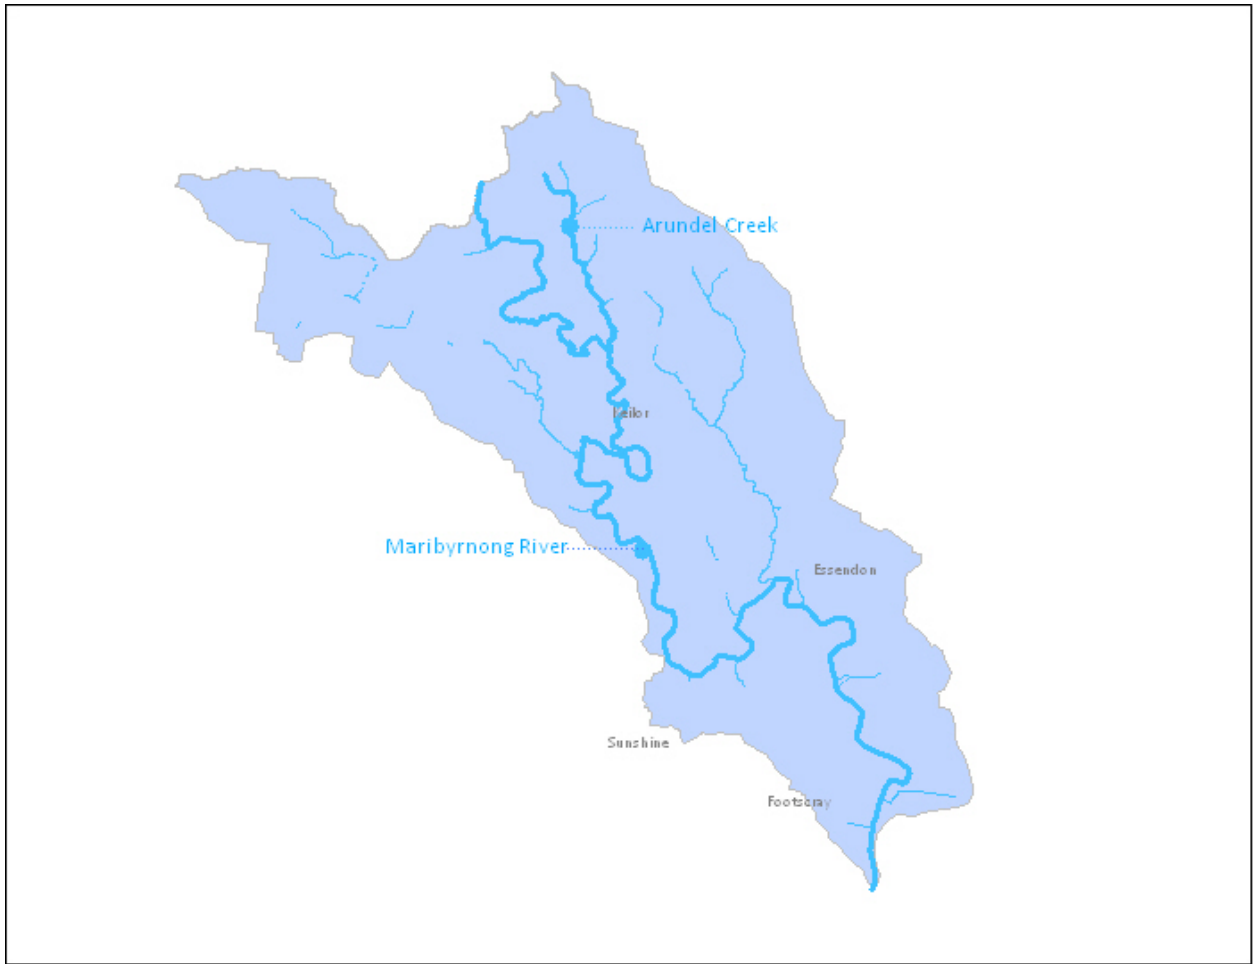 Arundel Creek
Keilor
Maribyrnong River
Essendon
Sunshine
Footscray